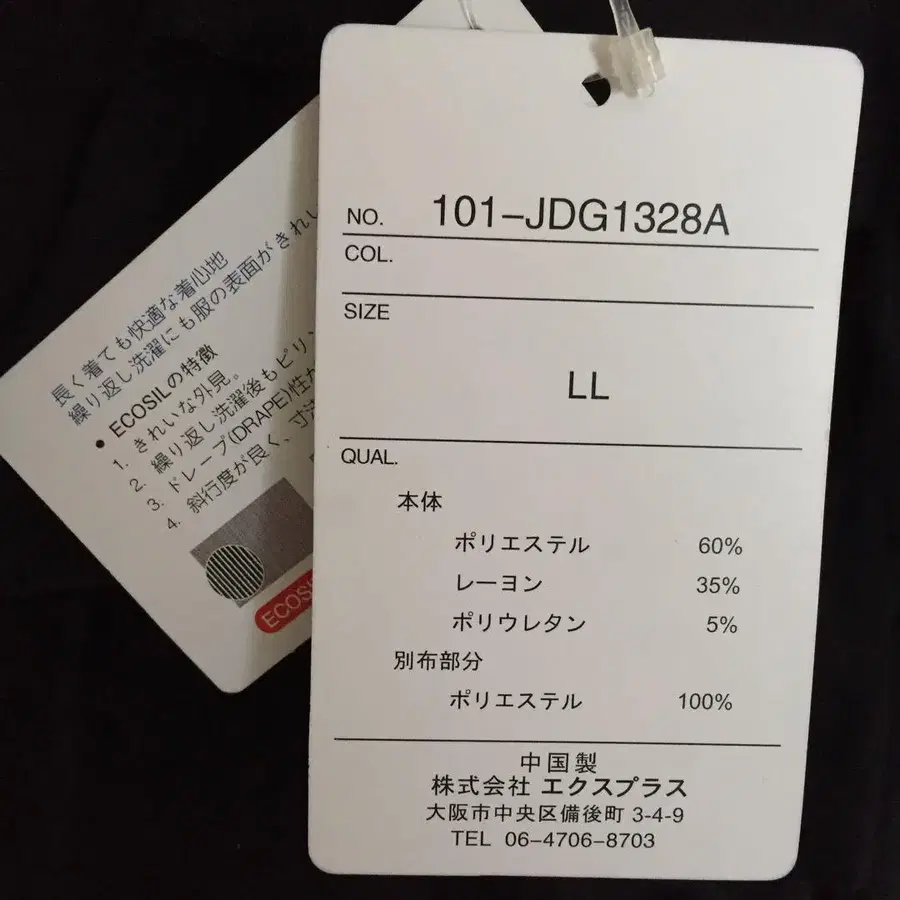 NO. 101-JDG1328A
COL.
SIZE
LL
QUAL.
本体
ポリエステル 60%
レーヨン 35%
ポリウレタン 5%
別布部分
ポリエステル 100%
中国製
株式会社 エクスプラス
大阪市中央区備後町 3-4-9
TEL 06-4706-8703
長く着ても快適な着心地
繰り返し洗濯にも服の表面がきれい
• ECOSILの特徴
1. きれいな外見。
2. 繰り返し洗濯後もピリン
3. ドレープ(DRAPE)性が
4. 斜行度が良く、寸法
ECOSI